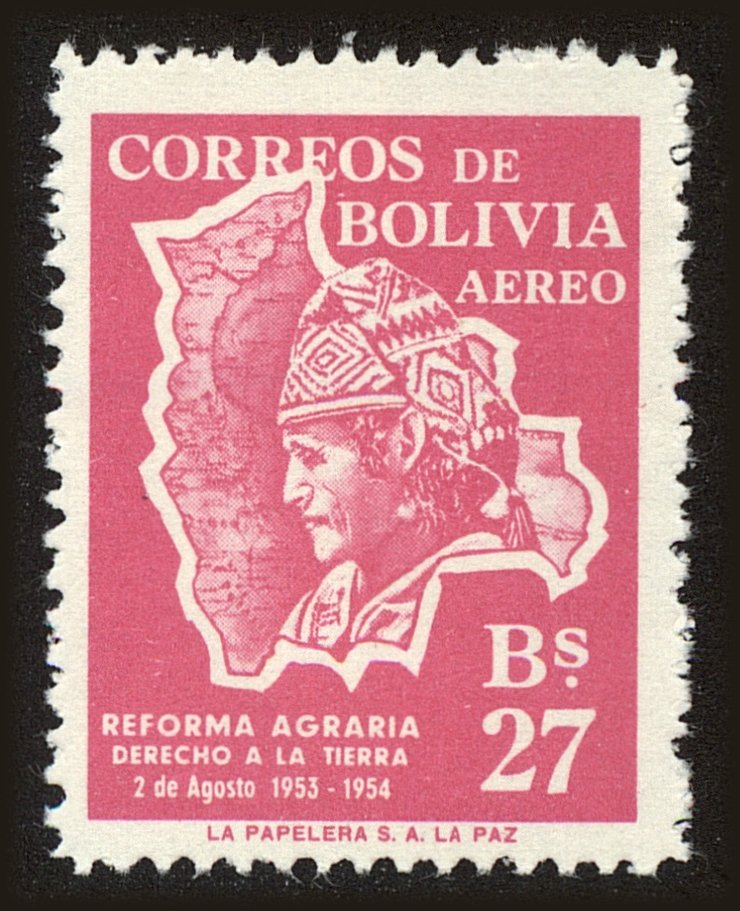 CORREOS DE
BOLIVIA
AEREO
Bs.
27
REFORMA AGRARIA
DERECHO A LA TIERRA
2 de Agosto 1953 - 1954
LA PAPELERA S. A. LA PAZ